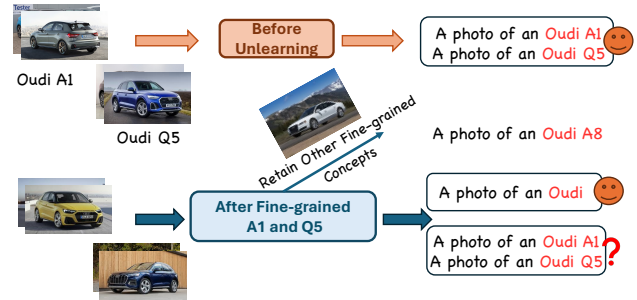 Tester
Before
Unlearning
A photo of an Oudi A1
A photo of an Oudi Q5
Oudi A1
Oudi Q5
Retain Other Fine-grained
Concepts
A photo of an Oudi A8
After Fine-grained
A1 and Q5
A photo of an Oudi
A photo of an Oudi A1
A photo of an Oudi Q5
?